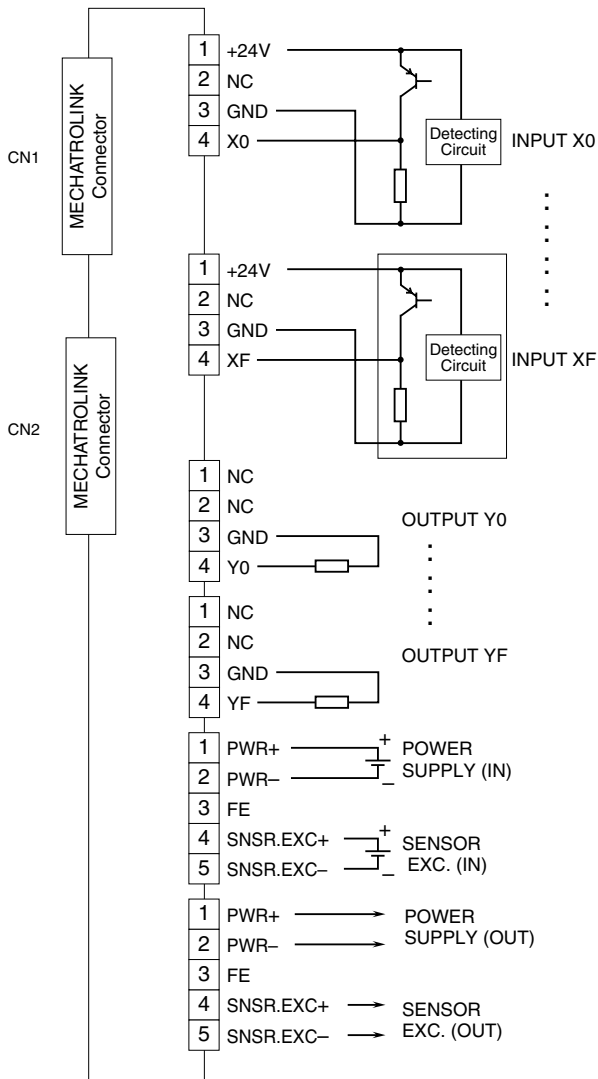 CN1
MECHATROLINK
Connector
CN2
MECHATROLINK
Connector
1 +24V
2 NC
3 GND
4 X0
Detecting
Circuit
INPUT X0
1 +24V
2 NC
3 GND
4 XF
Detecting
Circuit
INPUT XF
1 NC
2 NC
3 GND
4 Y0
OUTPUT Y0
1 NC
2 NC
3 GND
4 YF
OUTPUT YF
1 PWR+
2 PWR–
3 FE
4 SNSR.EXC+
5 SNSR.EXC–
+
–
POWER
SUPPLY (IN)
+
–
SENSOR
EXC. (IN)
1 PWR+
2 PWR–
3 FE
4 SNSR.EXC+
5 SNSR.EXC–
POWER
SUPPLY (OUT)
SENSOR
EXC. (OUT)